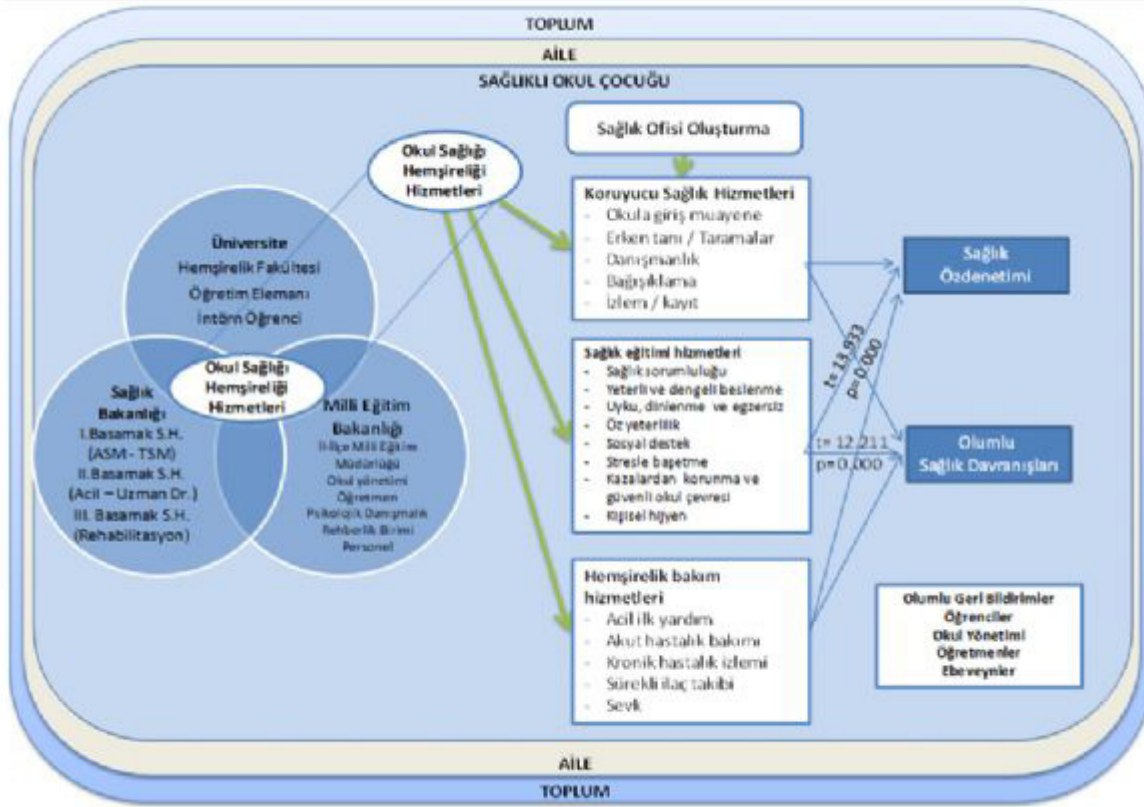 TOPLUM
AİLE
SAĞLIKLI OKUL ÇOCUĞU
Okul Sağlığı
Hemşireliği
Hizmetleri
Üniversite
Hemşirelik Fakültesi
Öğretim Elemanı
İntörn Öğrenci
Okul Sağlığı
Hemşireliği
Hizmetleri
Sağlık
Bakanlığı
I.Basamak S.H.
(ASM - TSM)
II.Basamak S.H.
(Acil – Uzman Dr.)
III. Basamak S.H.
(Rehabilitasyon)
Milli Eğitim
Bakanlığı
İl-İlçe Milli Eğitim
Müdürlüğü
Okul yönetimi
Öğretmen
Psikolojik Danışmalık
Rehberlik Birimi
Personel
Sağlık Ofisi Oluşturma
Koruyucu Sağlık Hizmetleri
- Okula giriş muayene
- Erken tanı / Taramalar
- Danışmanlık
- Bağışıklama
- İzlem / kayıt
Sağlık eğitimi hizmetleri
- Sağlık sorumluluğu
- Yeterli ve dengeli beslenme
- Uyku, dinlenme ve egzersiz
- Öz yeterlilik
- Sosyal destek
- Stresle başetme
- Kazalardan korunma ve
güvenli okul çevresi
- Kişisel hijyen
Hemşirelik bakım
hizmetleri
- Acil ilk yardım
- Akut hastalık bakımı
- Kronik hastalık izlemi
- Sürekli ilaç takibi
- Sevk
t= 13,933
p=0,000
t= 12,211
p=0,000
Sağlık
Özdenetimi
Olumlu
Sağlık Davranışları
Olumlu Geri Bildirimler
Öğrenciler
Okul Yönetimi
Öğretmenler
Ebeveynler
AİLE
TOPLUM